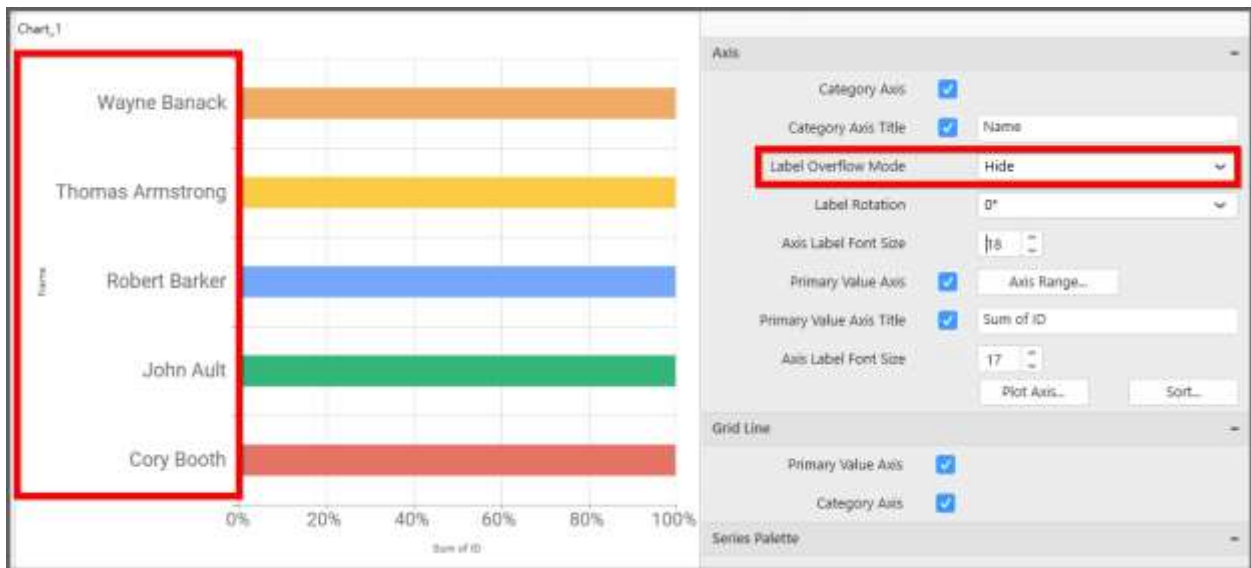 Chart_1
Wayne Banack
Thomas Armstrong
Robert Barker
John Ault
Cory Booth
Name
0% 20% 40% 60% 80% 100%
Sum of ID
Axis
Category Axis
Category Axis Title Name
Label Overflow Mode Hide
Label Rotation 0°
Axis Label Font Size 18
Primary Value Axis Axis Range...
Primary Value Axis Title Sum of ID
Axis Label Font Size 17
Plot Axis... Sort...
Grid Line
Primary Value Axis
Category Axis
Series Palette